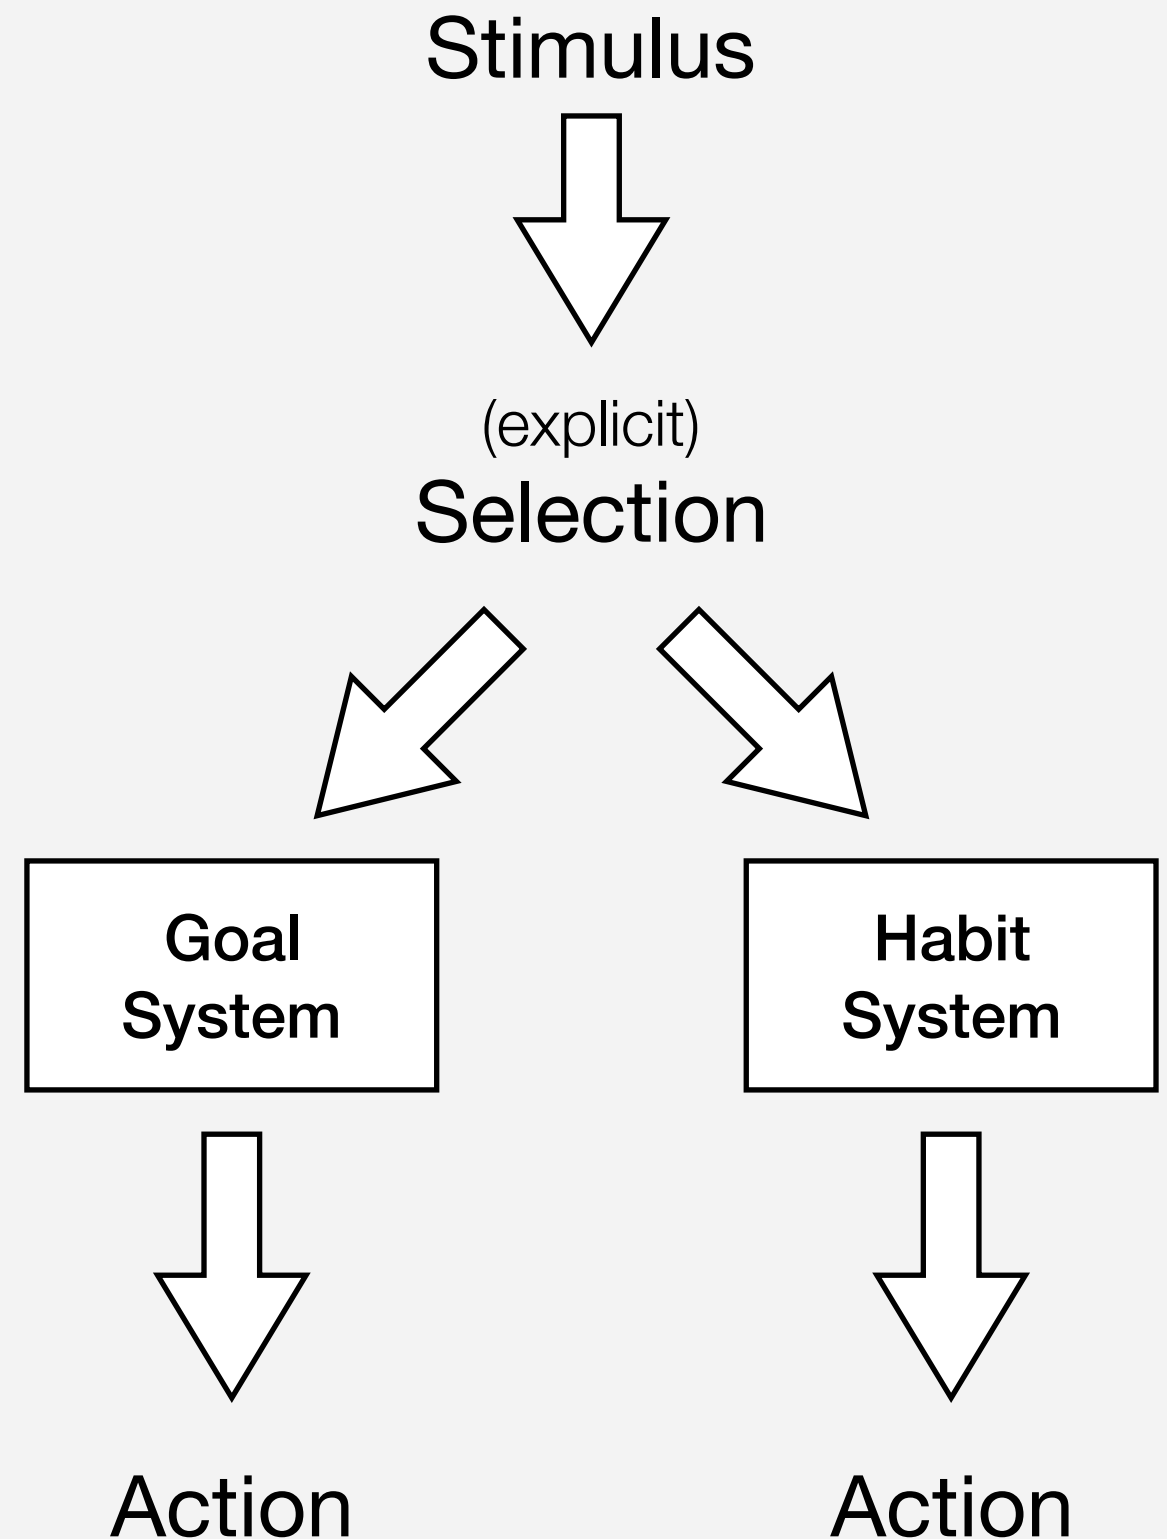 Stimulus
(explicit)
Selection
Goal
System
Habit
System
Action
Action